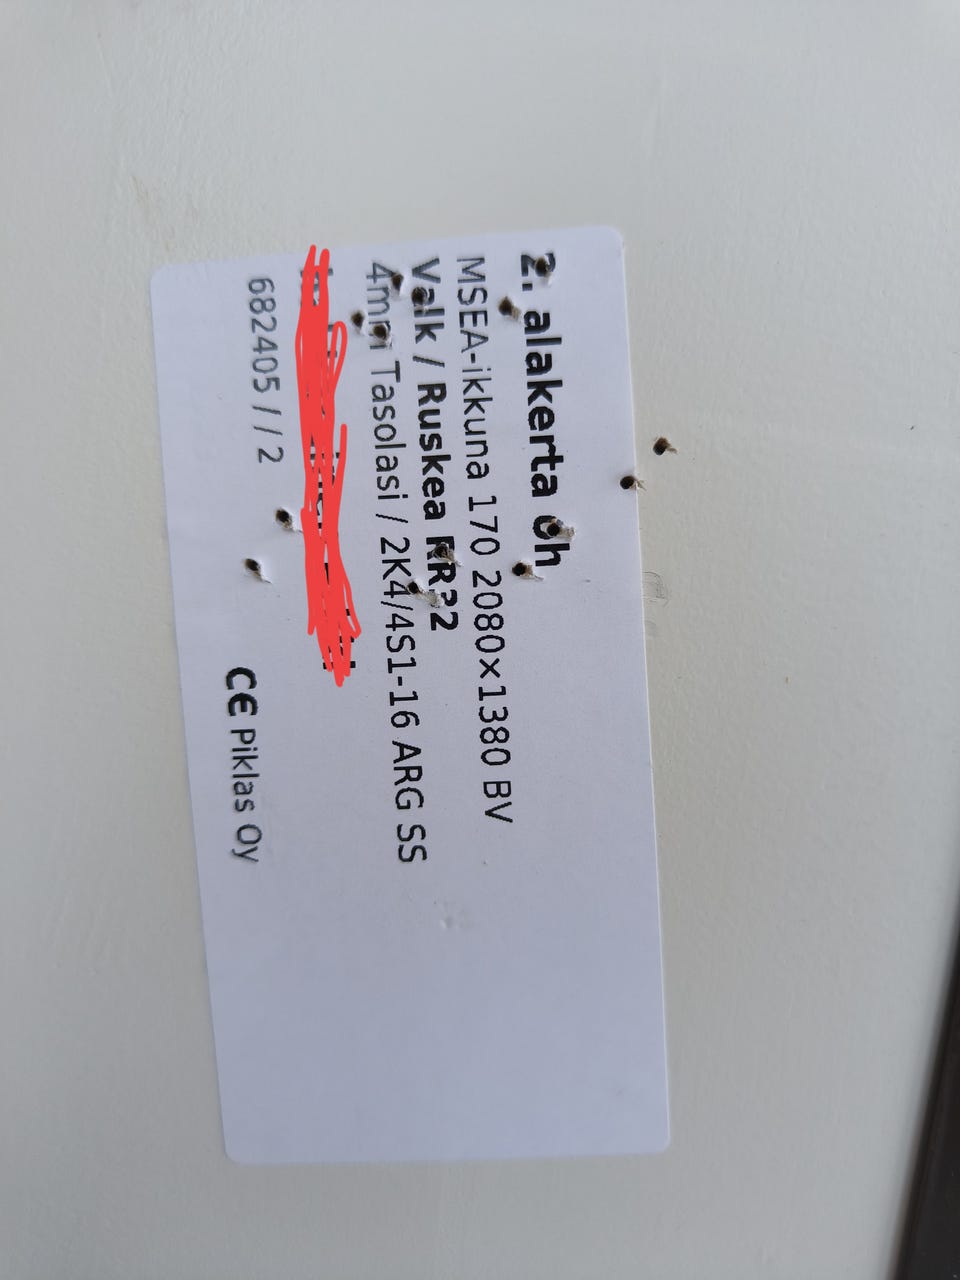 2. alakerta Oh
MSEA-ikkuna 170 2080×1380 BV
Valk / Ruskea RR32
4mm Tasolasi / 2K4/4S1-16 ARG SS
682405 / / 2
CE Piklas Oy